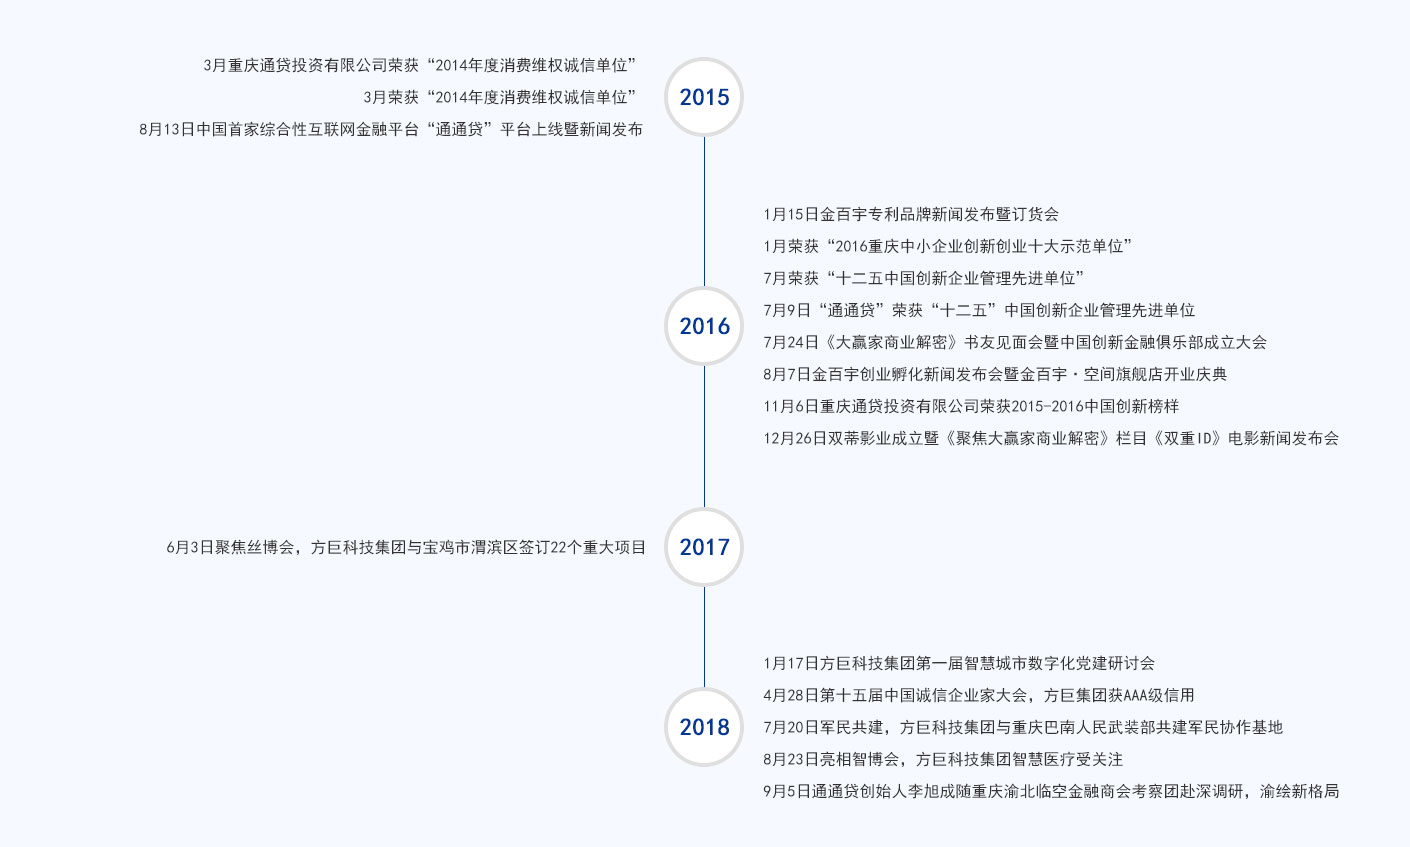 3月重庆通贷投资有限公司荣获“2014年度消费维权诚信单位”
3月荣获“2014年度消费维权诚信单位”
8月13日中国首家综合性互联网金融平台“通通贷”平台上线暨新闻发布
2015
1月15日金百宇专利品牌新闻发布暨订货会
1月荣获“2016重庆中小企业创新创业十大示范单位”
7月荣获“十二五中国创新企业管理先进单位”
7月9日“通通贷”荣获“十二五”中国创新企业管理先进单位
7月24日《大赢家商业解密》书友见面会暨中国创新金融俱乐部成立大会
8月7日金百宇创业孵化新闻发布会暨金百宇·空间旗舰店开业庆典
11月6日重庆通贷投资有限公司荣获2015-2016中国创新榜样
12月26日双蒂影业成立暨《聚焦大赢家商业解密》栏目《双重ID》电影新闻发布会
2016
6月3日聚焦丝博会，方巨科技集团与宝鸡市渭滨区签订22个重大项目
2017
1月17日方巨科技集团第一届智慧城市数字化党建研讨会
4月28日第十五届中国诚信企业家大会，方巨集团获AAA级信用
7月20日军民共建，方巨科技集团与重庆巴南人民武装部共建军民协作基地
8月23日亮相智博会，方巨科技集团智慧医疗受关注
9月5日通通贷创始人李旭成随重庆渝北临空金融商会考察团赴深调研，渝绘新格局
2018